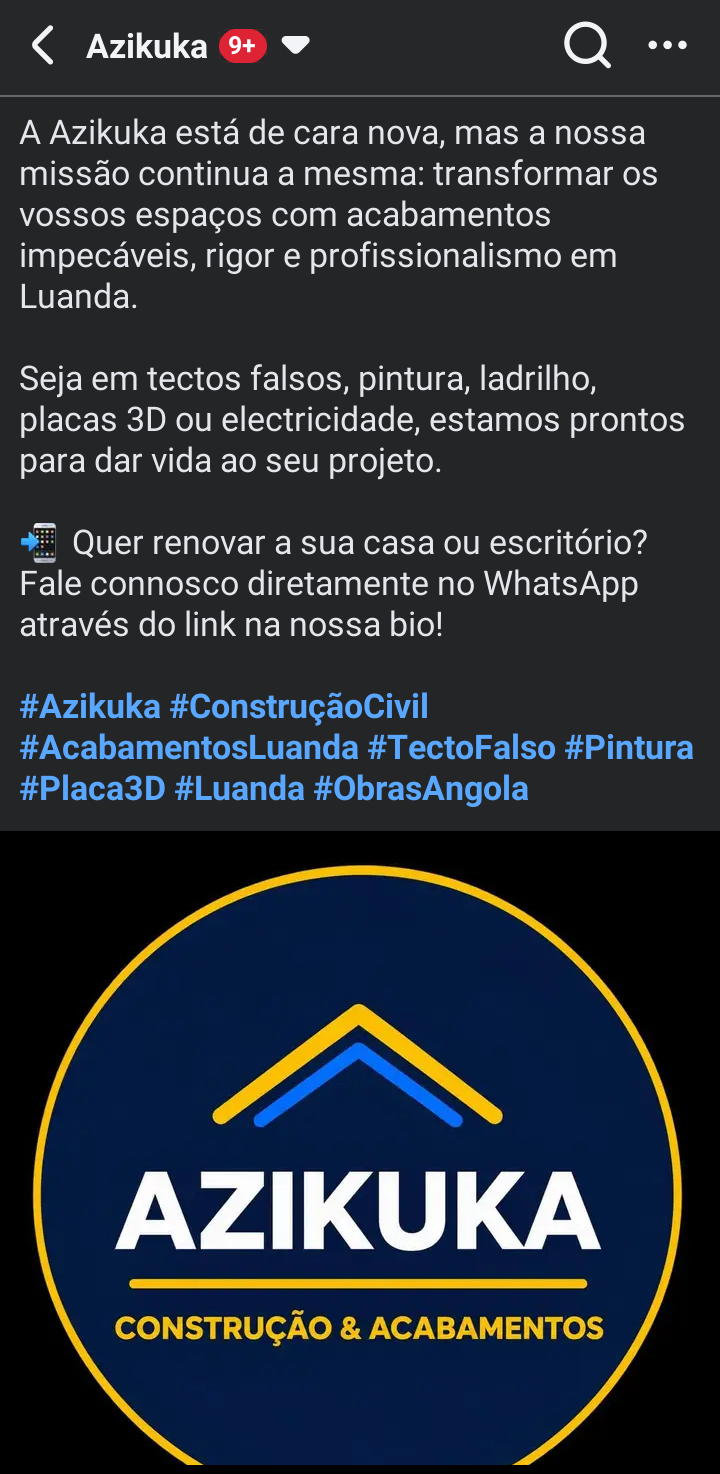 Azikuka 9+
A Azikuka está de cara nova, mas a nossa
missão continua a mesma: transformar os
vossos espaços com acabamentos
impecáveis, rigor e profissionalismo em
Luanda.
Seja em tectos falsos, pintura, ladrilho,
placas 3D ou electricidade, estamos prontos
para dar vida ao seu projeto.
📲 Quer renovar a sua casa ou escritório?
Fale connosco diretamente no WhatsApp
através do link na nossa bio!
#Azikuka #ConstruçãoCivil
#AcabamentosLuanda #TectoFalso #Pintura
#Placa3D #Luanda #ObrasAngola
AZIKUKA
CONSTRUÇÃO & ACABAMENTOS